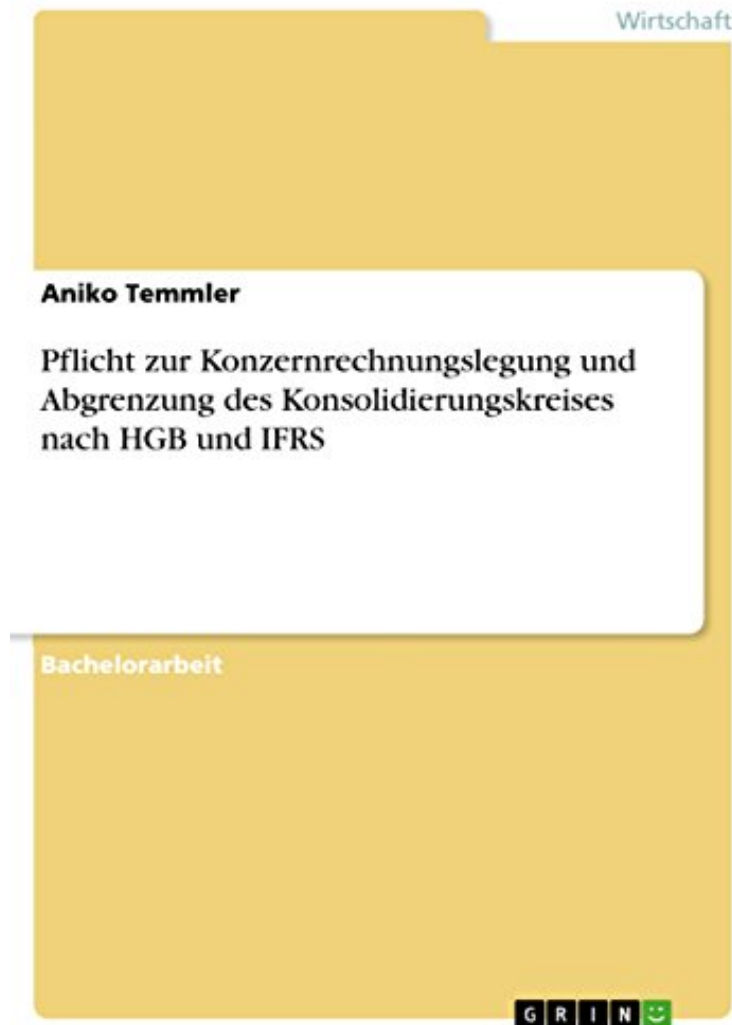 Wirtschaft
Aniko Temmler
Pflicht zur Konzernrechnungslegung und
Abgrenzung des Konsolidierungskreises
nach HGB und IFRS
Bachelorarbeit
GRIN